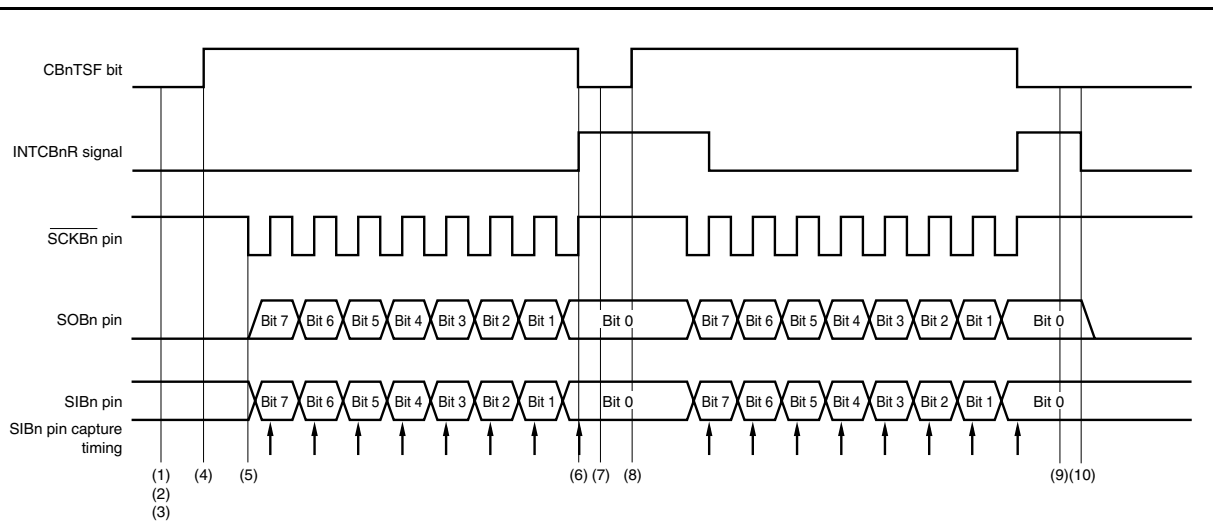 CBnTSF bit
INTCBnR signal
SCKBn pin
SOBn pin
Bit 7 Bit 6 Bit 5 Bit 4 Bit 3 Bit 2 Bit 1 Bit 0 Bit 7 Bit 6 Bit 5 Bit 4 Bit 3 Bit 2 Bit 1 Bit 0
SIBn pin
Bit 7 Bit 6 Bit 5 Bit 4 Bit 3 Bit 2 Bit 1 Bit 0 Bit 7 Bit 6 Bit 5 Bit 4 Bit 3 Bit 2 Bit 1 Bit 0
SIBn pin capture
timing
(1) (4) (5) (6) (7) (8) (9) (10)
(2)
(3)